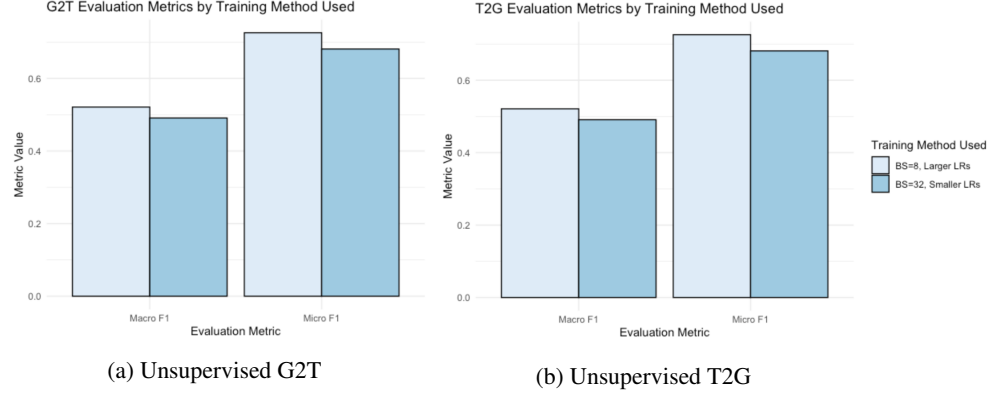 G2T Evaluation Metrics by Training Method Used
Metric Value
0.6
0.4
0.2
0.0
Macro F1
Micro F1
Evaluation Metric
(a) Unsupervised G2T
T2G Evaluation Metrics by Training Method Used
Metric Value
0.6
0.4
0.2
0.0
Macro F1
Micro F1
Evaluation Metric
(b) Unsupervised T2G
Training Method Used
BS=8, Larger LRs
BS=32, Smaller LRs